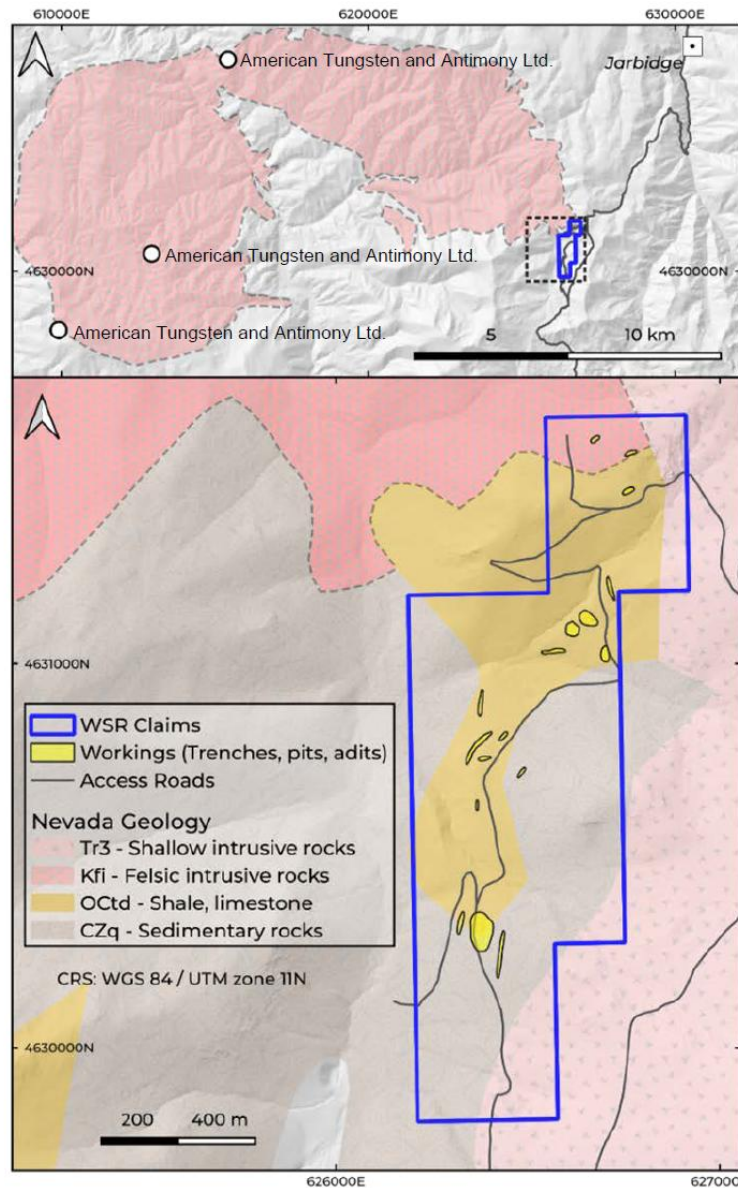 610000E
620000E
630000E
American Tungsten and Antimony Ltd.
Jarbidge
American Tungsten and Antimony Ltd.
4630000N
4630000N
American Tungsten and Antimony Ltd.
5
10 km
4631000N
WSR Claims
Workings (Trenches, pits, adits)
Access Roads
Nevada Geology
Tr3 - Shallow intrusive rocks
Kfi - Felsic intrusive rocks
OCtd - Shale, limestone
CZq - Sedimentary rocks
CRS: WGS 84 / UTM zone 11N
4630000N
200
400 m
626000E
627000E